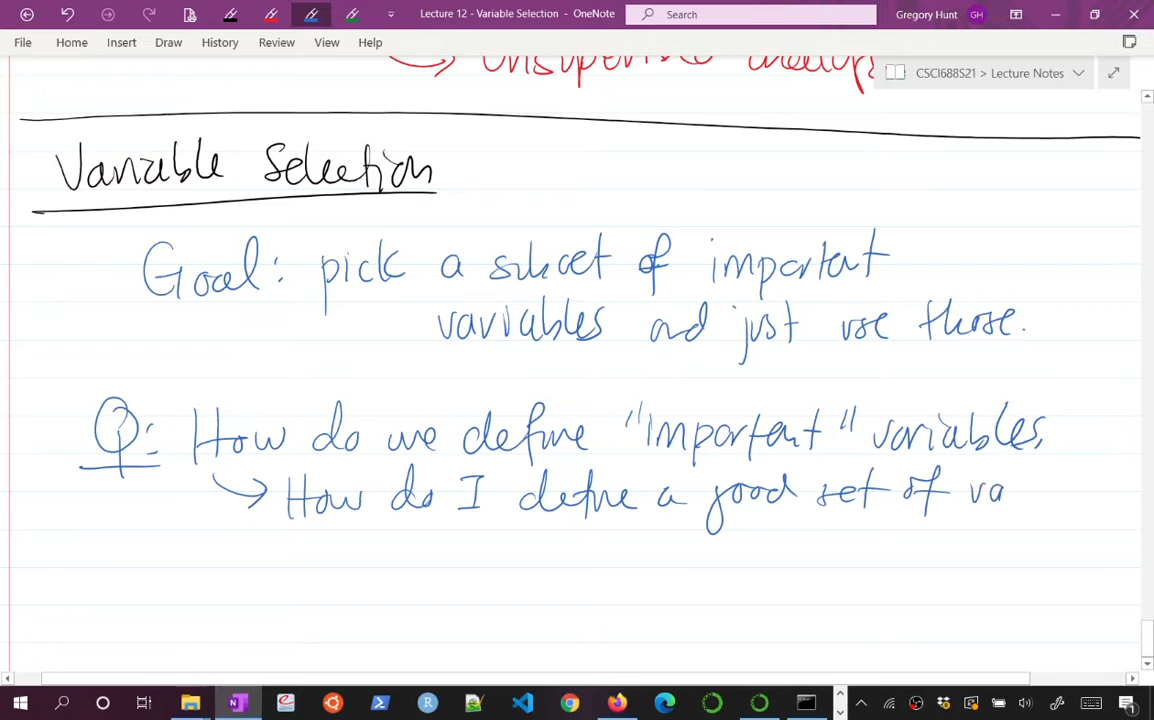 Lecture 12 - Variable Selection - OneNote
Search
Gregory Hunt GH
File Home Insert Draw View History Review View Help
CSCI688S21 > Lecture Notes
Variable Selection
Goal: pick a subset of important
variables and just use those.
Q: How do we define "important" variables,
How do I define a good set of va